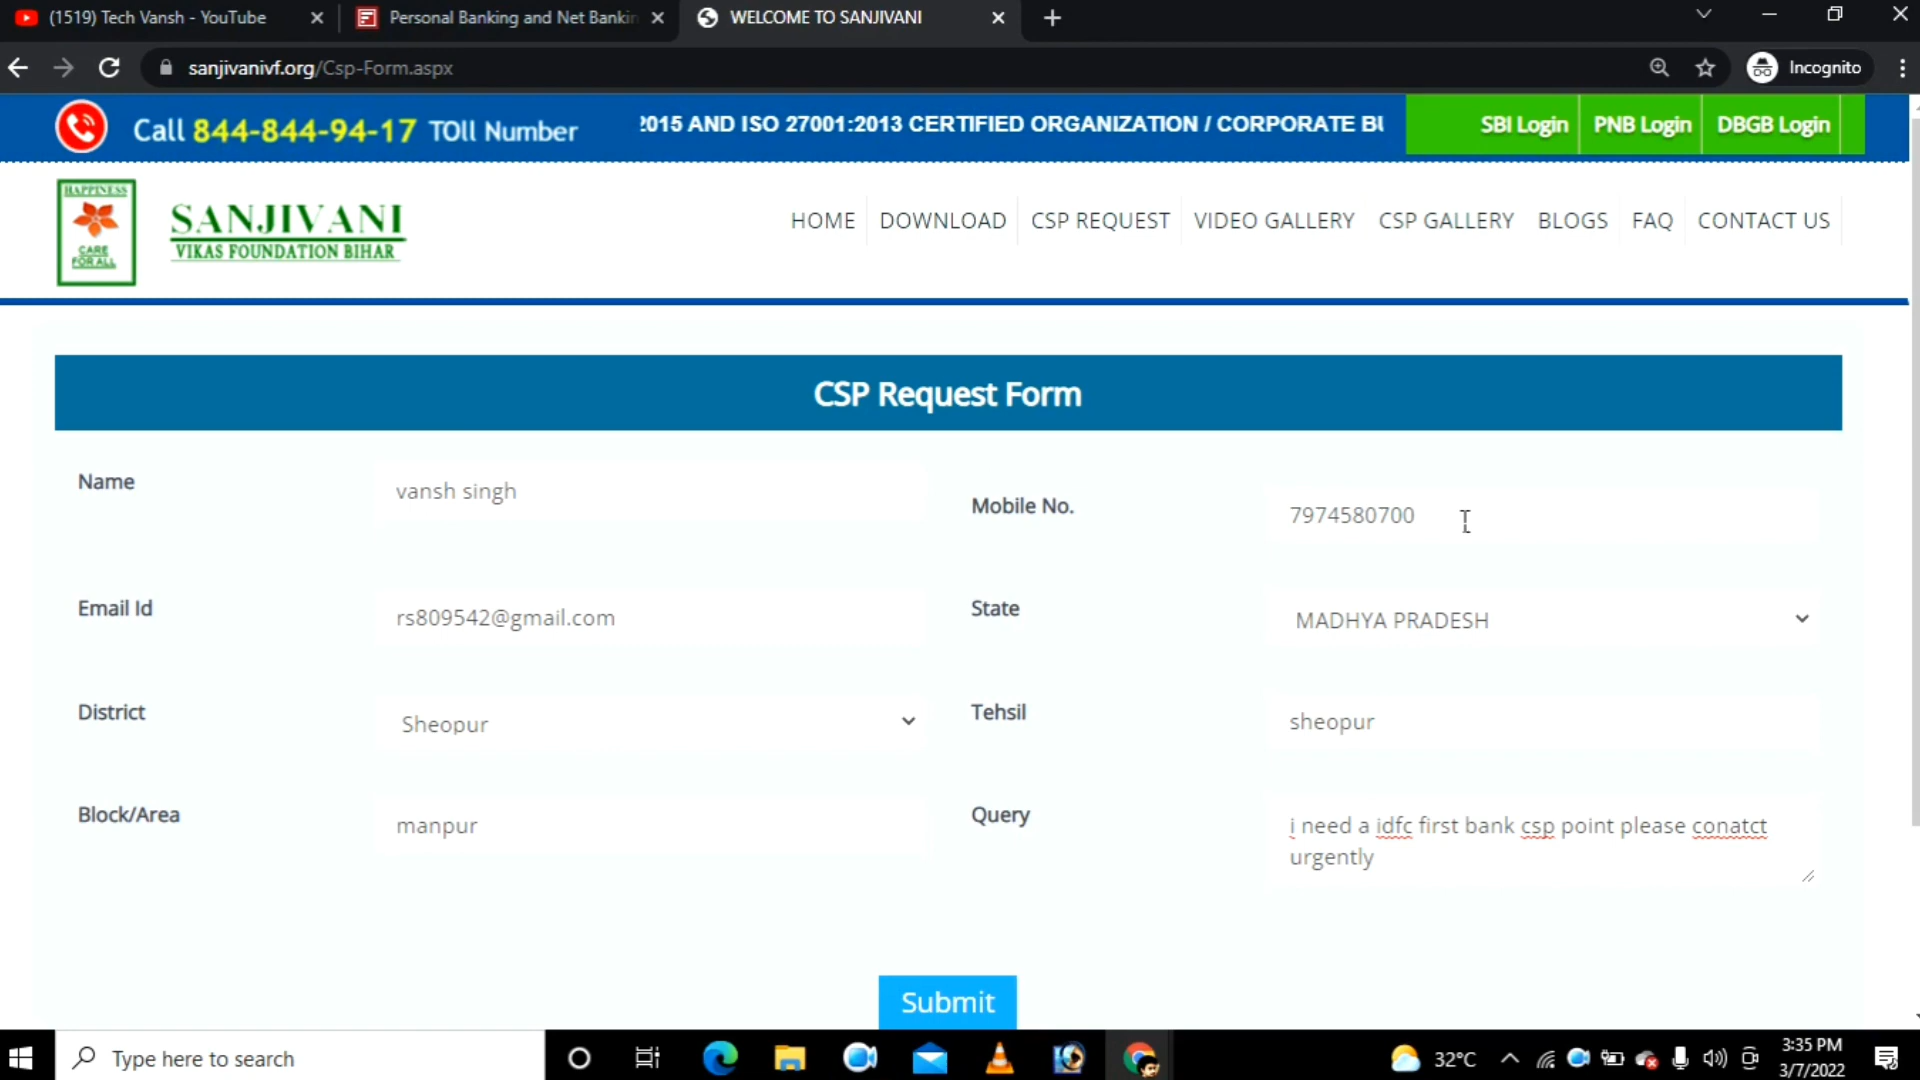 (1519) Tech Vansh - YouTube
Personal Banking and Net Bankin
WELCOME TO SANJIVANI
sanjivanivf.org/Csp-Form.aspx
Incognito
Call 844-844-94-17 TOll Number
2015 AND ISO 27001:2013 CERTIFIED ORGANIZATION / CORPORATE BU
SBI Login
PNB Login
DBGB Login
HAPPINESS
CARE
FOR ALL
SANJIVANI
VIKAS FOUNDATION BIHAR
HOME
DOWNLOAD
CSP REQUEST
VIDEO GALLERY
CSP GALLERY
BLOGS
FAQ
CONTACT US
CSP Request Form
Name
vansh singh
Mobile No.
7974580700
Email Id
rs809542@gmail.com
State
MADHYA PRADESH
District
Sheopur
Tehsil
sheopur
Block/Area
manpur
Query
i need a idfc first bank csp point please conatct
urgently
Submit
Type here to search
32°C
3:35 PM
3/7/2022